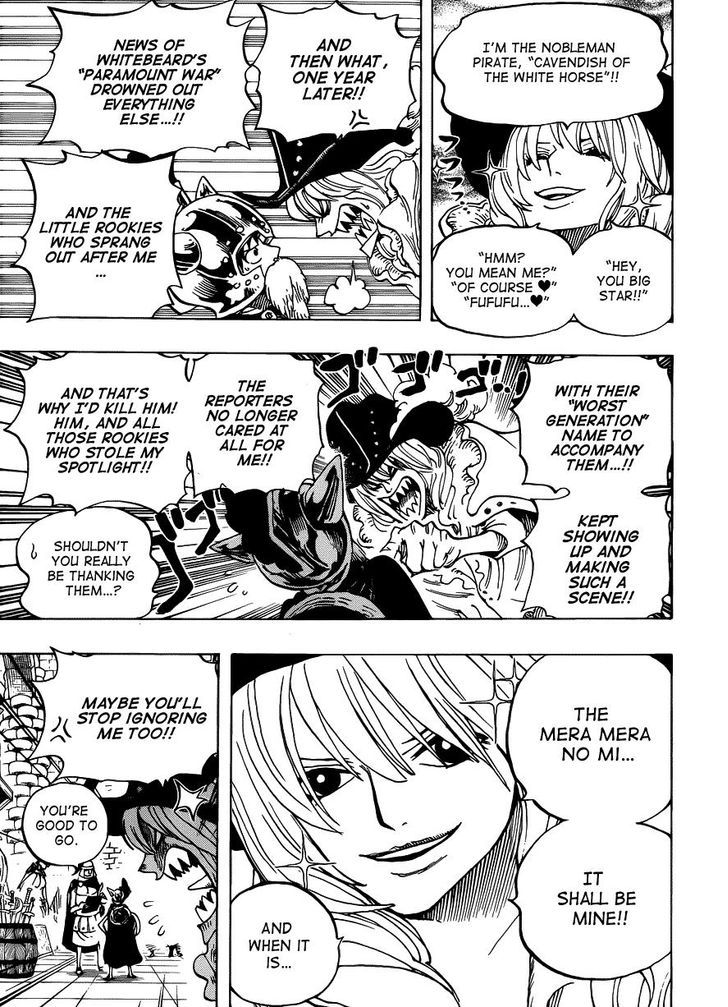 I'M THE NOBLEMAN
PIRATE, "CAVENDISH OF
THE WHITE HORSE"!!
"HEY,
YOU BIG
STAR!!"
"HMM?
YOU MEAN ME?"
"OF COURSE ♥"
"FUFUFU...♥"
AND
THEN WHAT,
ONE YEAR
LATER!!
NEWS OF
WHITEBEARD'S
"PARAMOUNT WAR"
DROWNED OUT
EVERYTHING
ELSE...!!
AND THE
LITTLE ROOKIES
WHO SPRANG
OUT AFTER ME
...
WITH THEIR
"WORST
GENERATION"
NAME TO
ACCOMPANY
THEM...!!
KEPT
SHOWING
UP AND
MAKING
SUCH A
SCENE!!
THE
REPORTERS
NO LONGER
CARED AT
ALL FOR
ME!!
AND THAT'S
WHY I'D KILL HIM!
HIM, AND ALL
THOSE ROOKIES
WHO STOLE MY
SPOTLIGHT!!
SHOULDN'T
YOU REALLY
BE THANKING
THEM...?
THE
MERA MERA
NO MI...
IT
SHALL BE
MINE!!
AND
WHEN IT
IS...
MAYBE YOU'LL
STOP IGNORING
ME TOO!!
YOU'RE
GOOD TO
GO.